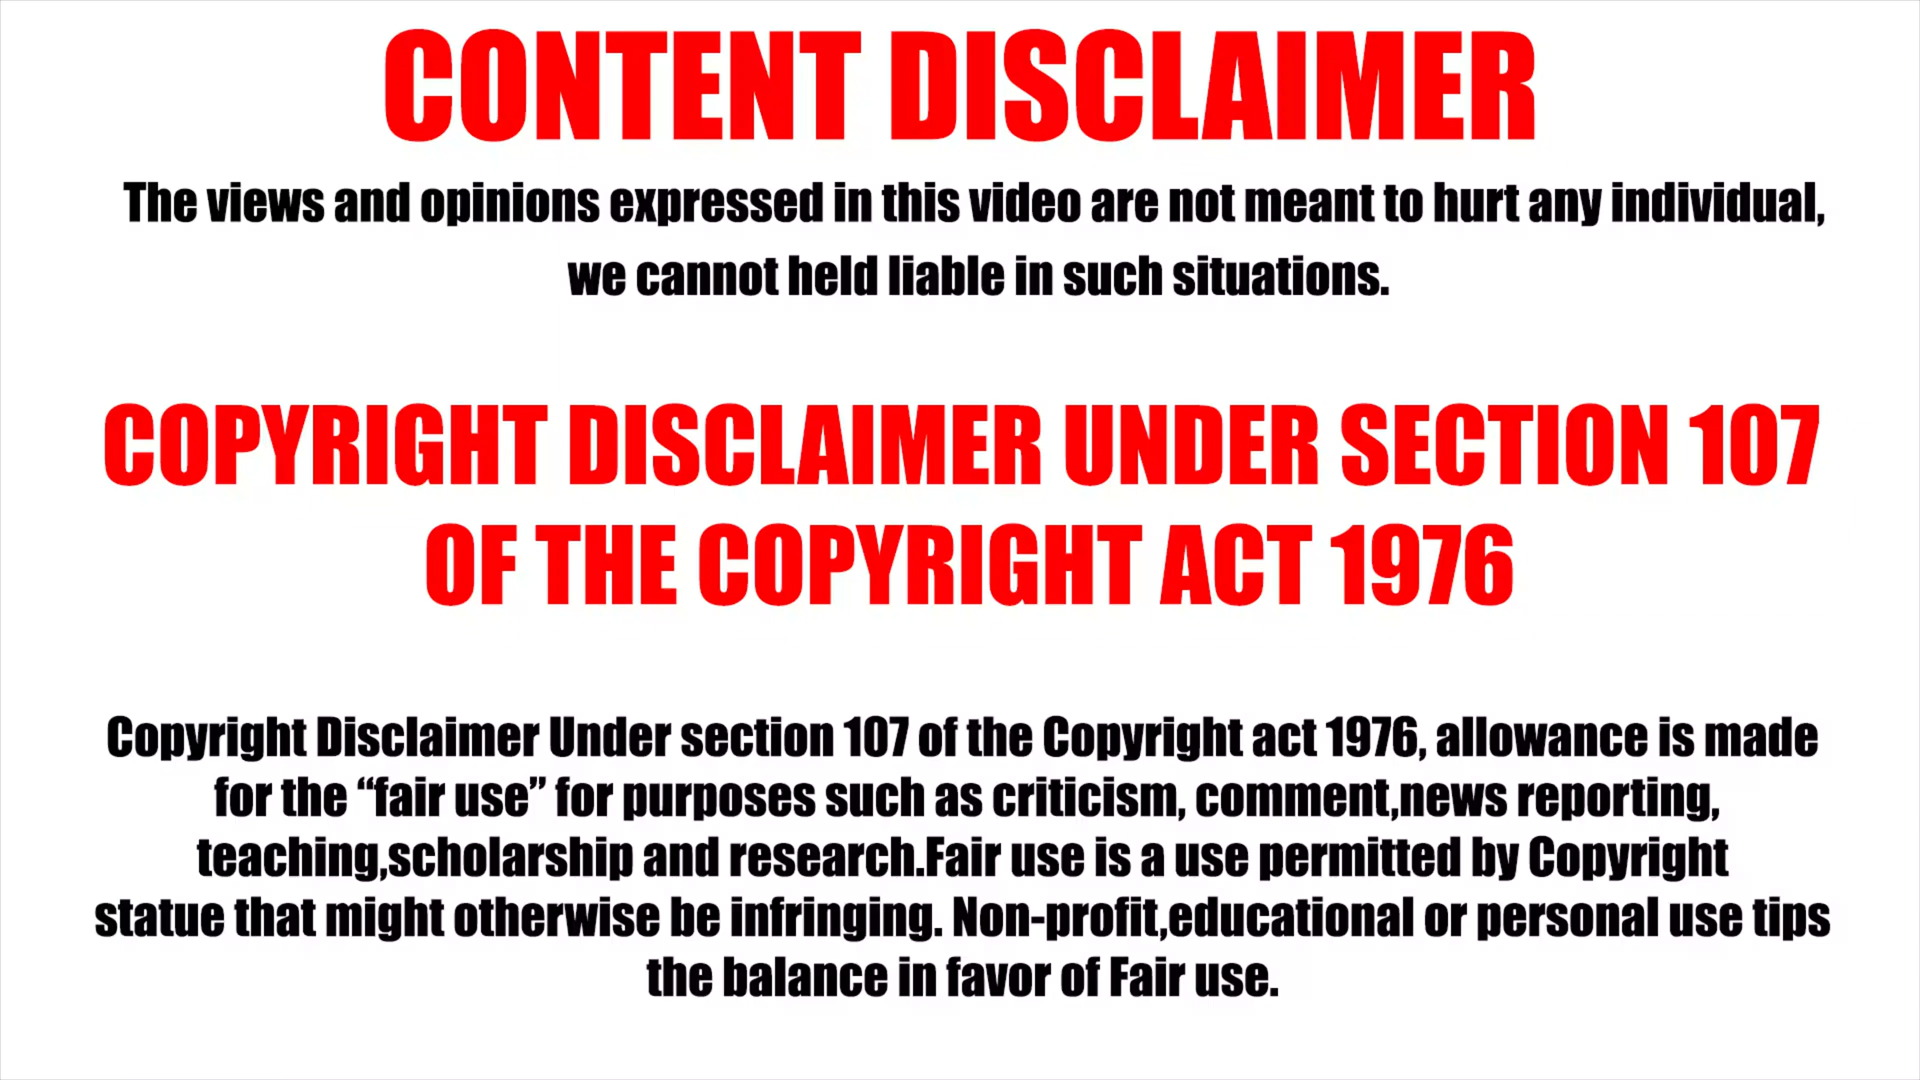 CONTENT DISCLAIMER
The views and opinions expressed in this video are not meant to hurt any individual,
we cannot held liable in such situations.
COPYRIGHT DISCLAIMER UNDER SECTION 107
OF THE COPYRIGHT ACT 1976
Copyright Disclaimer Under section 107 of the Copyright act 1976, allowance is made
for the “fair use” for purposes such as criticism, comment,news reporting,
teaching,scholarship and research.Fair use is a use permitted by Copyright
statue that might otherwise be infringing. Non-profit,educational or personal use tips
the balance in favor of Fair use.